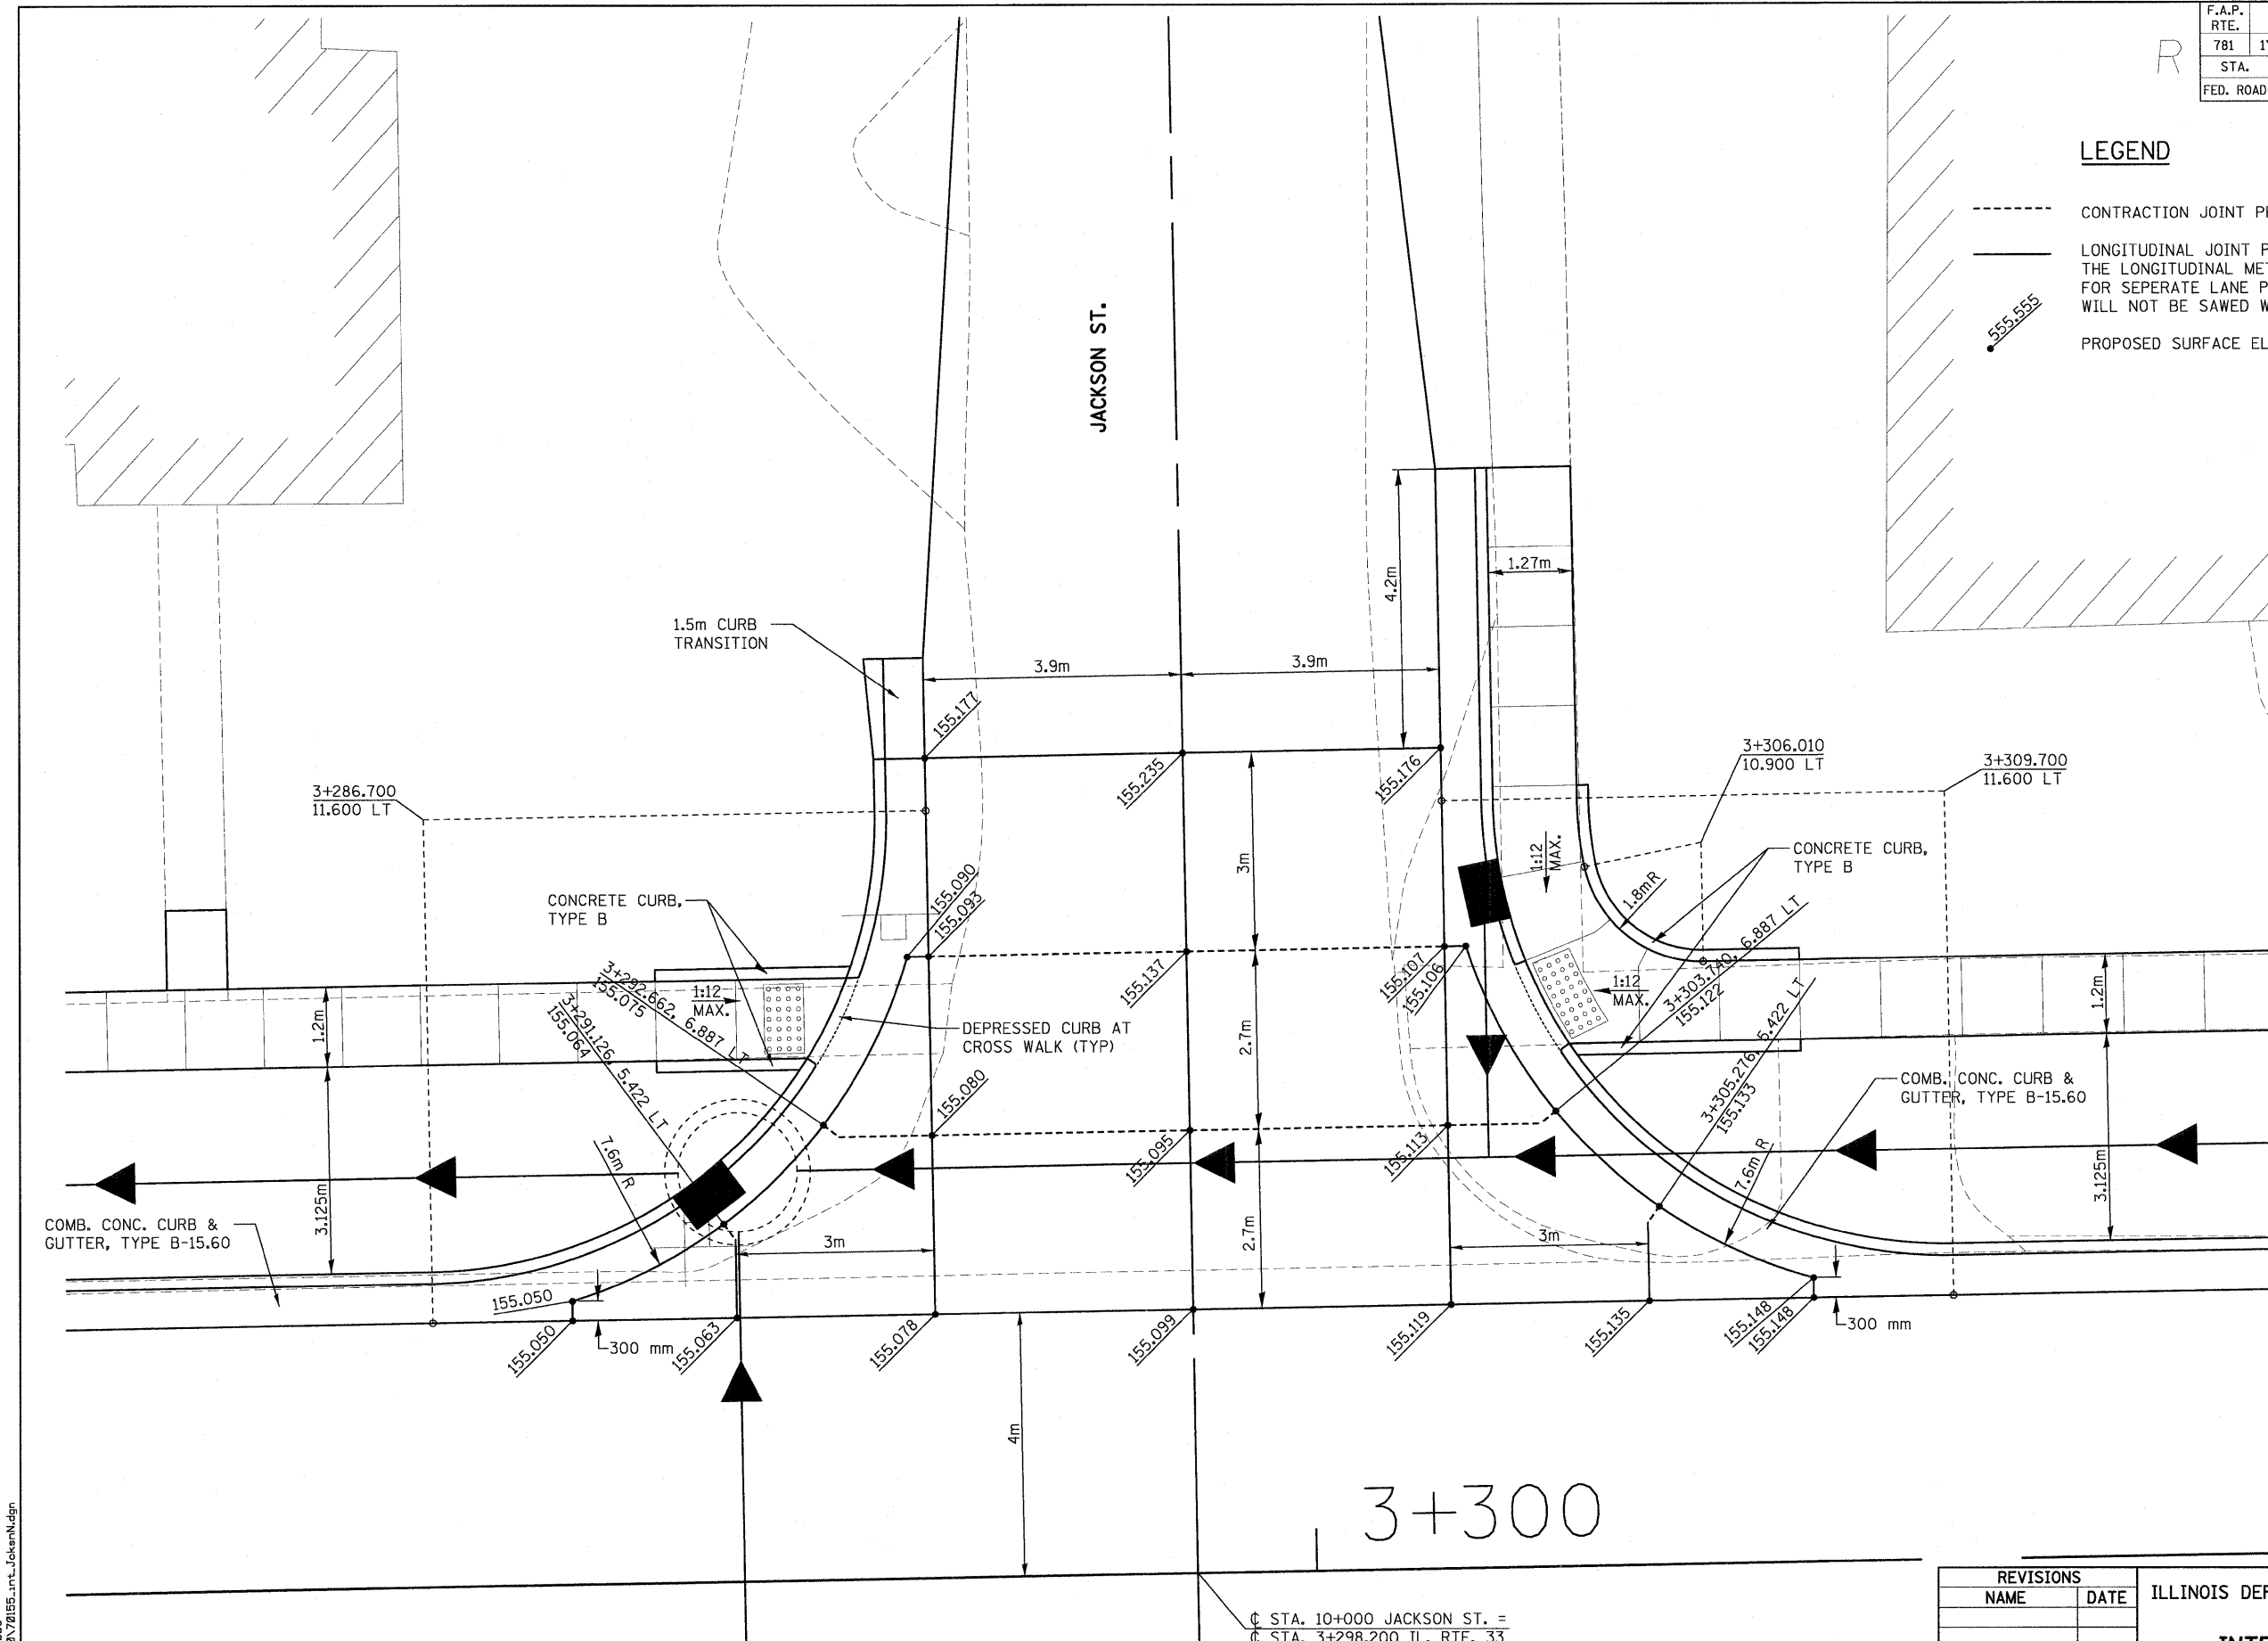 F.A.P.
RTE.
781
STA.
FED. ROAD
R
LEGEND
CONTRACTION JOINT
LONGITUDINAL JOINT
THE LONGITUDINAL
FOR SEPERATE LANE
WILL NOT BE SAWED
555.555
PROPOSED SURFACE
JACKSON ST.
4.2m
1.27m
1.5m CURB
TRANSITION
3.9m
3.9m
155.177
155.235
155.176
3+306.010
10.900 LT
3+309.700
11.600 LT
3+286.700
11.600 LT
3m
1:12
MAX.
CONCRETE CURB,
TYPE B
1.8mR
CONCRETE CURB,
TYPE B
155.090
155.093
155.137
155.107
155.106
3+303.740, 6.887 LT
155.122
3+292.662, 6.887 LT
155.075
1:12
MAX.
1:12
MAX.
1.2m
1.2m
3+291.126, 5.422 LT
155.064
DEPRESSED CURB AT
CROSS WALK (TYP)
2.7m
3+305.276, 5.422 LT
155.133
155.080
COMB. CONC. CURB &
GUTTER, TYPE B-15.60
155.095
155.113
7.6m R
7.6m R
3.125m
3.125m
COMB. CONC. CURB &
GUTTER, TYPE B-15.60
3m
2.7m
3m
155.050
155.050
300 mm
155.063
155.078
155.099
155.119
155.135
155.148
155.148
300 mm
4m
3+300
℄ STA. 10+000 JACKSON ST. =
℄ STA. 3+298.200 IL. RTE. 33
REVISIONS
NAME
DATE
ILLINOIS